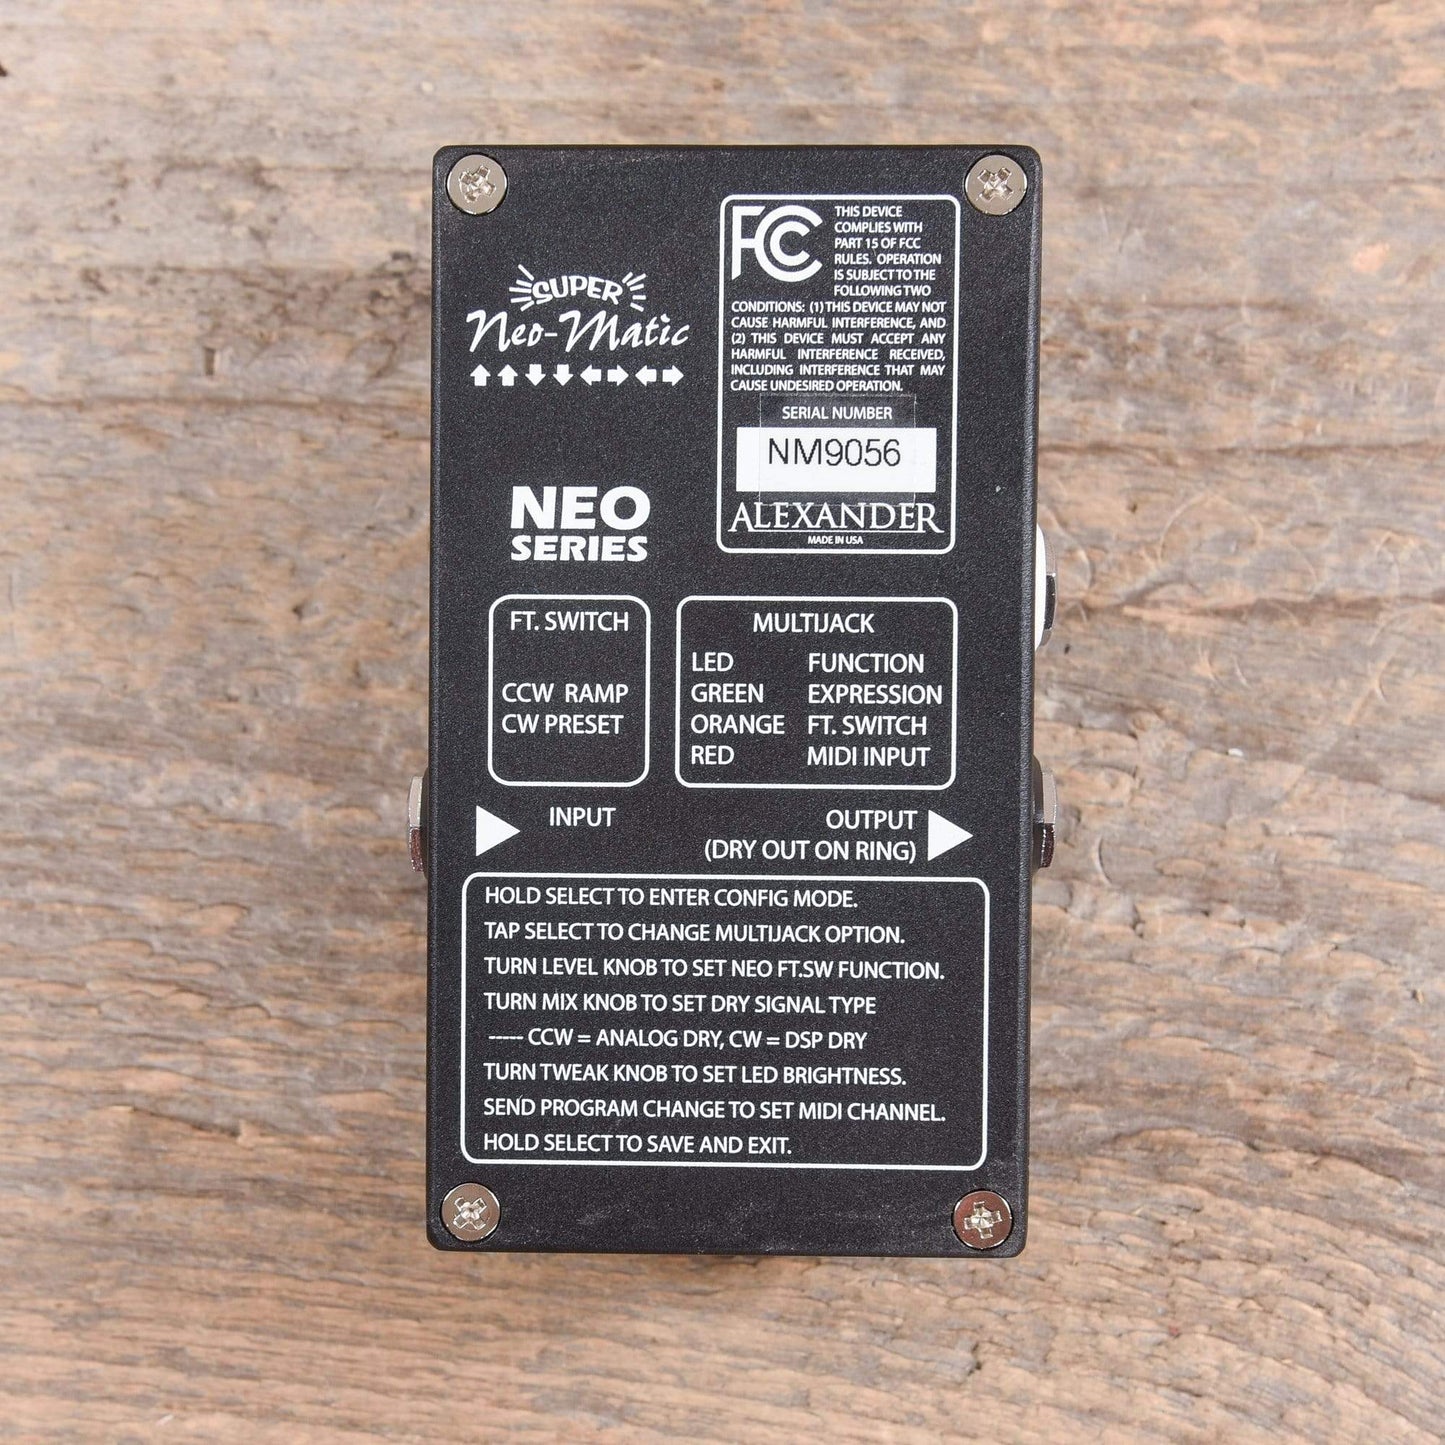 SUPER
Neo-Matic
FCC
THIS DEVICE
COMPLIES WITH
PART 15 OF FCC
RULES. OPERATION
IS SUBJECT TO THE
FOLLOWING TWO
CONDITIONS: (1) THIS DEVICE MAY NOT
CAUSE HARMFUL INTERFERENCE, AND
(2) THIS DEVICE MUST ACCEPT ANY
HARMFUL INTERFERENCE RECEIVED,
INCLUDING INTERFERENCE THAT MAY
CAUSE UNDESIRED OPERATION.
SERIAL NUMBER
NM9056
ALEXANDER
MADE IN USA
NEO
SERIES
FT. SWITCH
CCW RAMP
CW PRESET
MULTIJACK
LED FUNCTION
GREEN EXPRESSION
ORANGE FT. SWITCH
RED MIDI INPUT
INPUT
OUTPUT
(DRY OUT ON RING)
HOLD SELECT TO ENTER CONFIG MODE.
TAP SELECT TO CHANGE MULTIJACK OPTION.
TURN LEVEL KNOB TO SET NEO FT.SW FUNCTION.
TURN MIX KNOB TO SET DRY SIGNAL TYPE
----- CCW = ANALOG DRY, CW = DSP DRY
TURN TWEAK KNOB TO SET LED BRIGHTNESS.
SEND PROGRAM CHANGE TO SET MIDI CHANNEL.
HOLD SELECT TO SAVE AND EXIT.